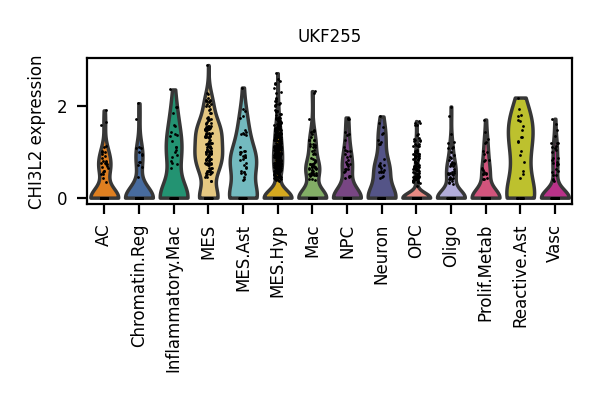 UKF255
CHI3L2 expression
2
0
AC
Chromatin.Reg
Inflammatory.Mac
MES
MES.Ast
MES.Hyp
Mac
NPC
Neuron
OPC
Oligo
Prolif.Metab
Reactive.Ast
Vasc